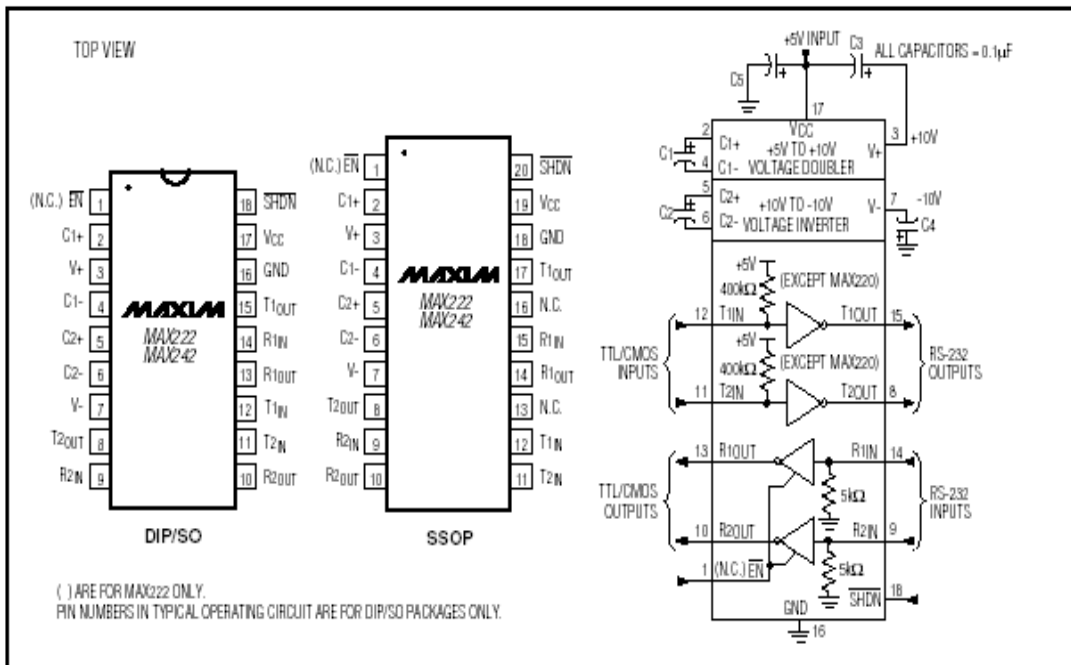 TOP VIEW
(N.C.) EN 1
C1+ 2
V+ 3
C1- 4
C2+ 5
C2- 6
V- 7
T2OUT 8
R2IN 9
18 SHDN
17 VCC
16 GND
15 T1OUT
14 R1IN
13 R1OUT
12 T1IN
11 T2IN
10 R2OUT
MAXIM
MAX222
MAX242
DIP/SO
(N.C.) EN 1
C1+ 2
V+ 3
C1- 4
C2+ 5
C2- 6
V- 7
T2OUT 8
R2IN 9
R2OUT 10
20 SHDN
19 VCC
18 GND
17 T1OUT
16 N.C.
15 R1IN
14 R1OUT
13 N.C.
12 T1IN
11 T2IN
MAXIM
MAX222
MAX242
SSOP
( ) ARE FOR MAX222 ONLY.
PIN NUMBERS IN TYPICAL OPERATING CIRCUIT ARE FOR DIP/SO PACKAGES ONLY.
+5V INPUT C3
ALL CAPACITORS = 0.1µF
C5
17
VCC
2 C1+ +5V TO +10V V+ 3 +10V
C1 4 C1- VOLTAGE DOUBLER
5 C2+ +10V TO -10V V- 7 -10V
C2 6 C2- VOLTAGE INVERTER C4
+5V
400kΩ (EXCEPT MAX220)
12 T1IN T1OUT 15
TTL/CMOS INPUTS
+5V
400kΩ (EXCEPT MAX220)
RS-232 OUTPUTS
11 T2IN T2OUT 8
13 R1OUT R1IN 14
TTL/CMOS OUTPUTS
5kΩ
RS-232 INPUTS
10 R2OUT R2IN 9
1 (N.C.) EN
5kΩ
SHDN 18
GND
16